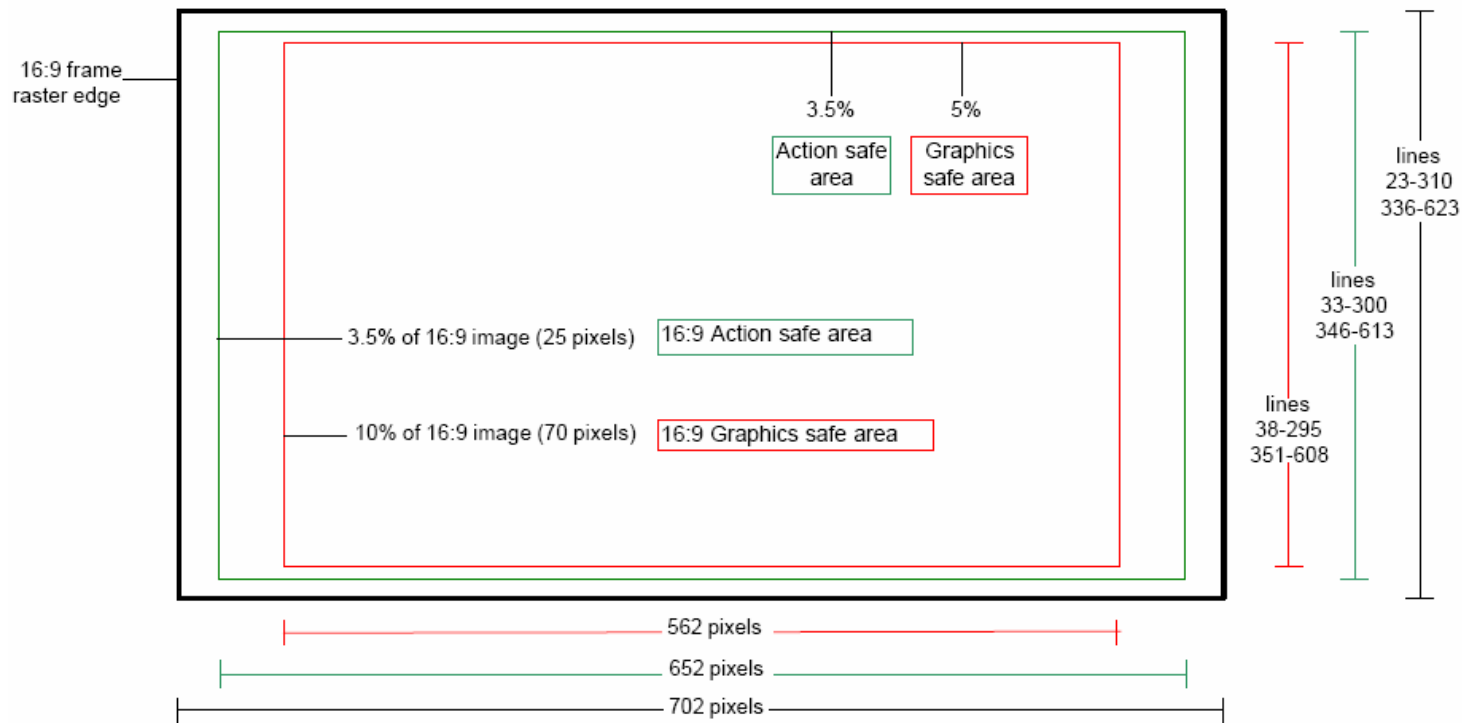 16:9 frame
raster edge
3.5%
5%
Action safe
area
Graphics
safe area
lines
23-310
336-623
lines
33-300
346-613
3.5% of 16:9 image (25 pixels)
16:9 Action safe area
lines
38-295
351-608
10% of 16:9 image (70 pixels)
16:9 Graphics safe area
562 pixels
652 pixels
702 pixels